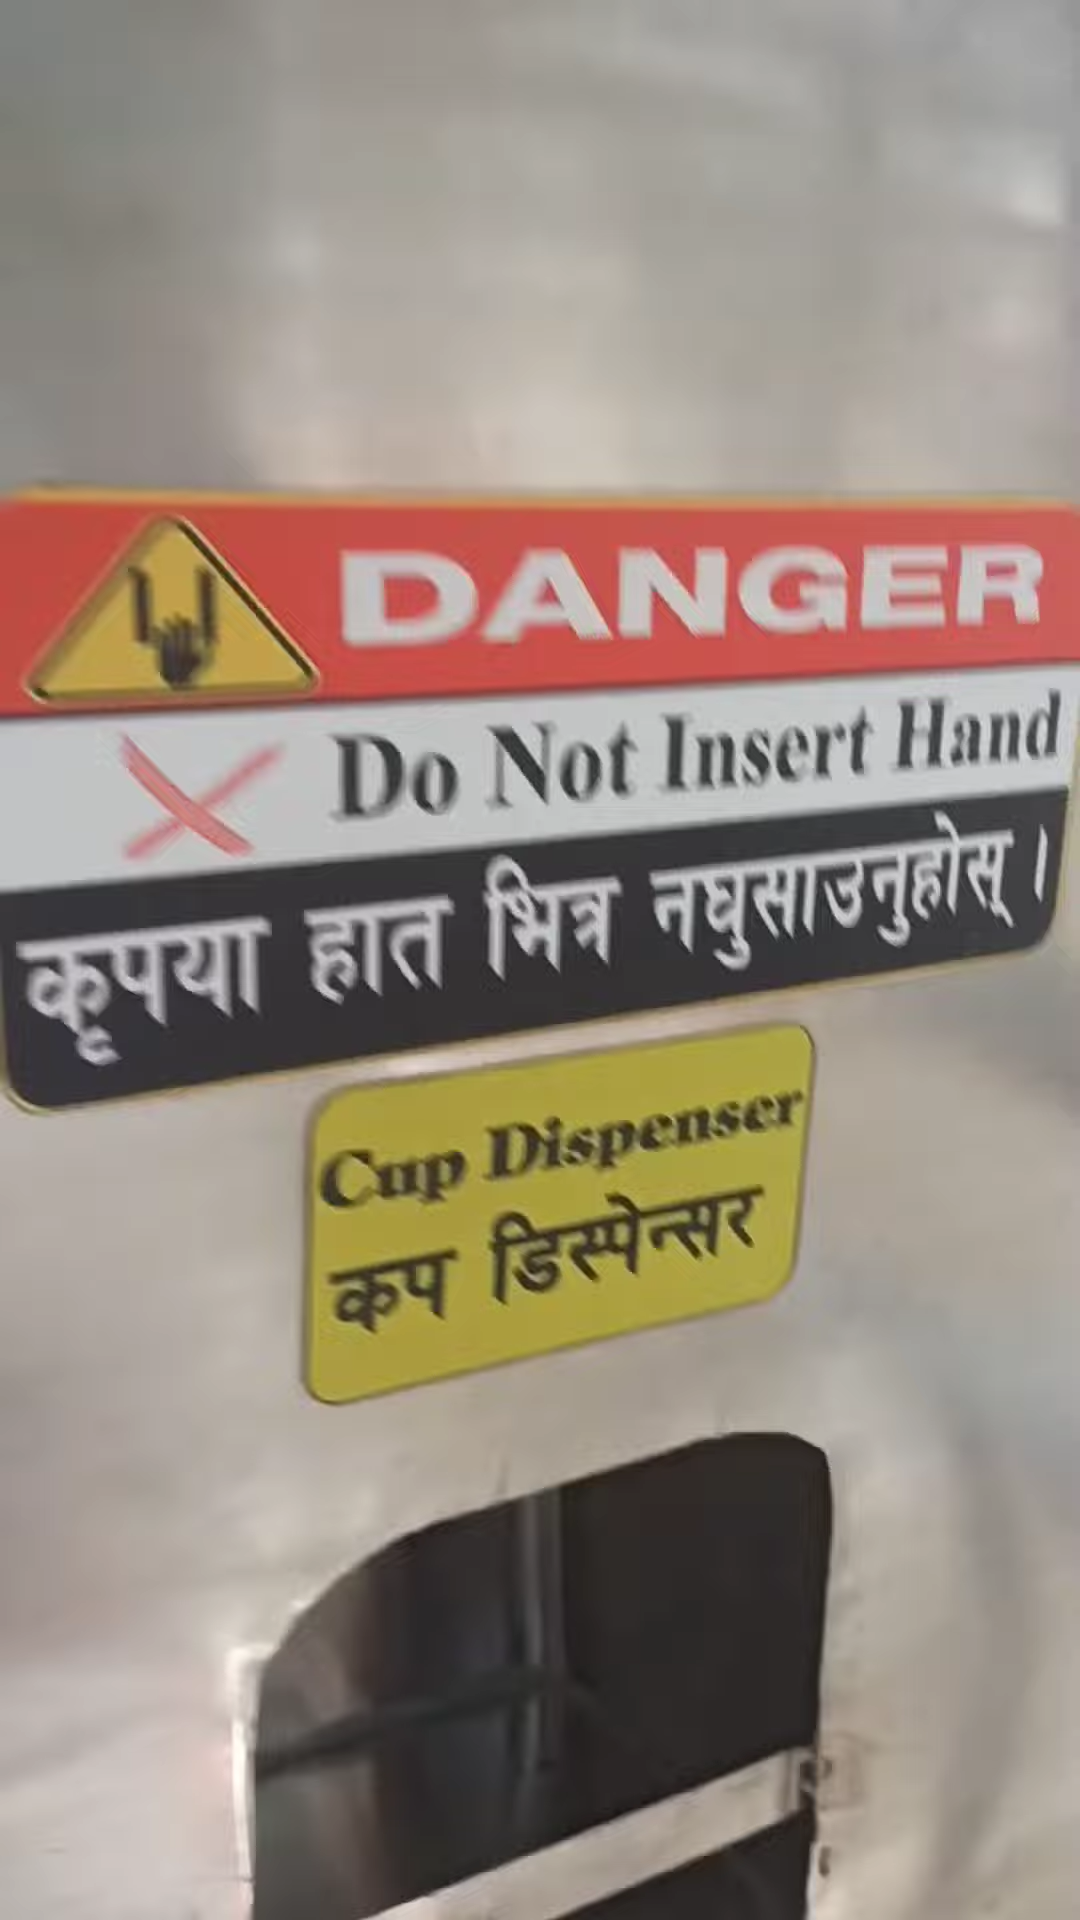 DANGER
Do Not Insert Hand
कृपया हात भित्र नघुसाउनुहोस् ।
Cup Dispenser
कप डिस्पेन्सर